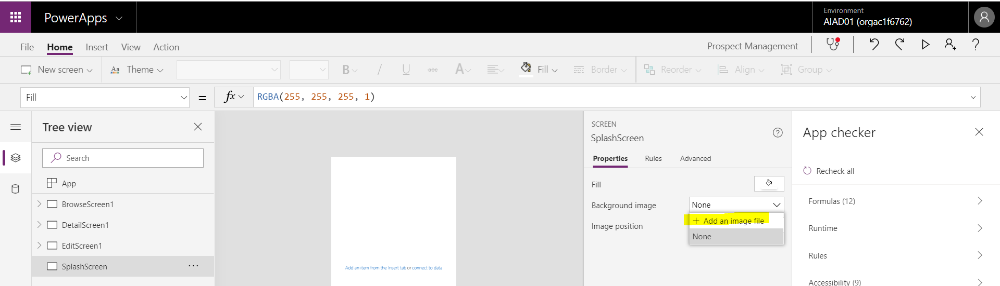 PowerApps
Environment
AIAD01 (orgac1f6762)
File Home Insert View Action
Prospect Management
New screen
Aa Theme
B / U abc A
Fill
Border
Reorder
Align
Group
Fill = fx RGBA(255, 255, 255, 1)
Tree view
Search
App
BrowseScreen1
DetailScreen1
EditScreen1
SplashScreen ...
Add an item from the Insert tab or connect to data
SCREEN
SplashScreen
Properties Rules Advanced
Fill
Background image None
+ Add an image file
Image position
None
App checker
Recheck all
Formulas (12)
Runtime
Rules
Accessibility (9)